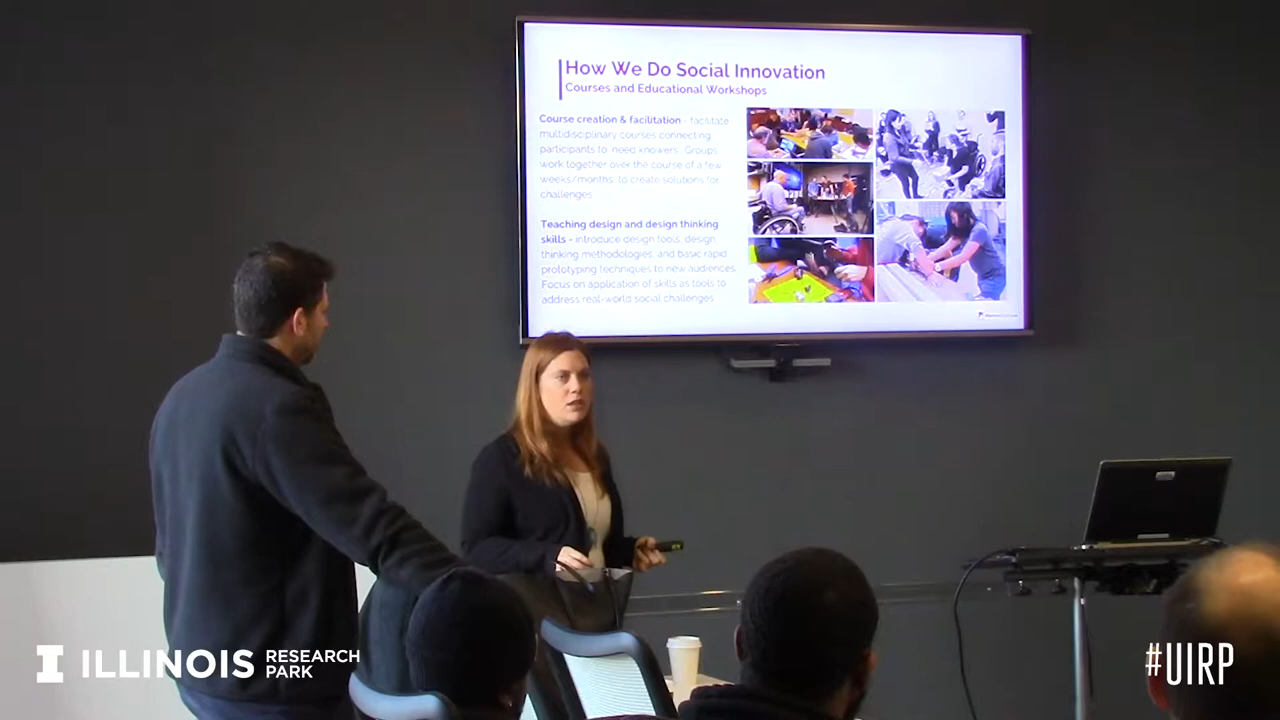 How We Do Social Innovation
Courses and Educational Workshops
Course creation & facilitation - facilitate
multidisciplinary courses connecting
participants to need knowers. Groups
work together over the course of a few
weeks/months to create solutions for
challenges.
Teaching design and design thinking
skills - introduce design tools, design
thinking methodologies, and basic rapid
prototyping techniques to new audiences.
Focus on application of skills as tools to
address real-world social challenges.
I ILLINOIS RESEARCH
PARK
#UIRP